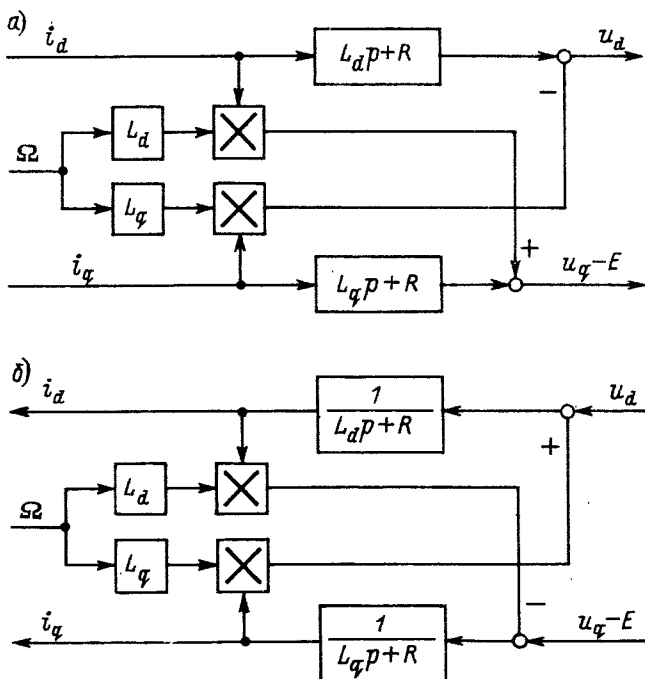 а)
i_d
L_d p+R
u_d
−
L_d
Ω
L_q
+
i_q
L_q p+R
u_q−E
б)
i_d
1
L_d p+R
u_d
+
L_d
Ω
L_q
−
i_q
1
L_q p+R
u_q−E